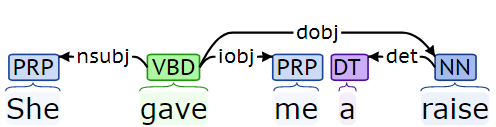 dobj
nsubj iobj det
PRP VBD PRP DT NN
She gave me a raise